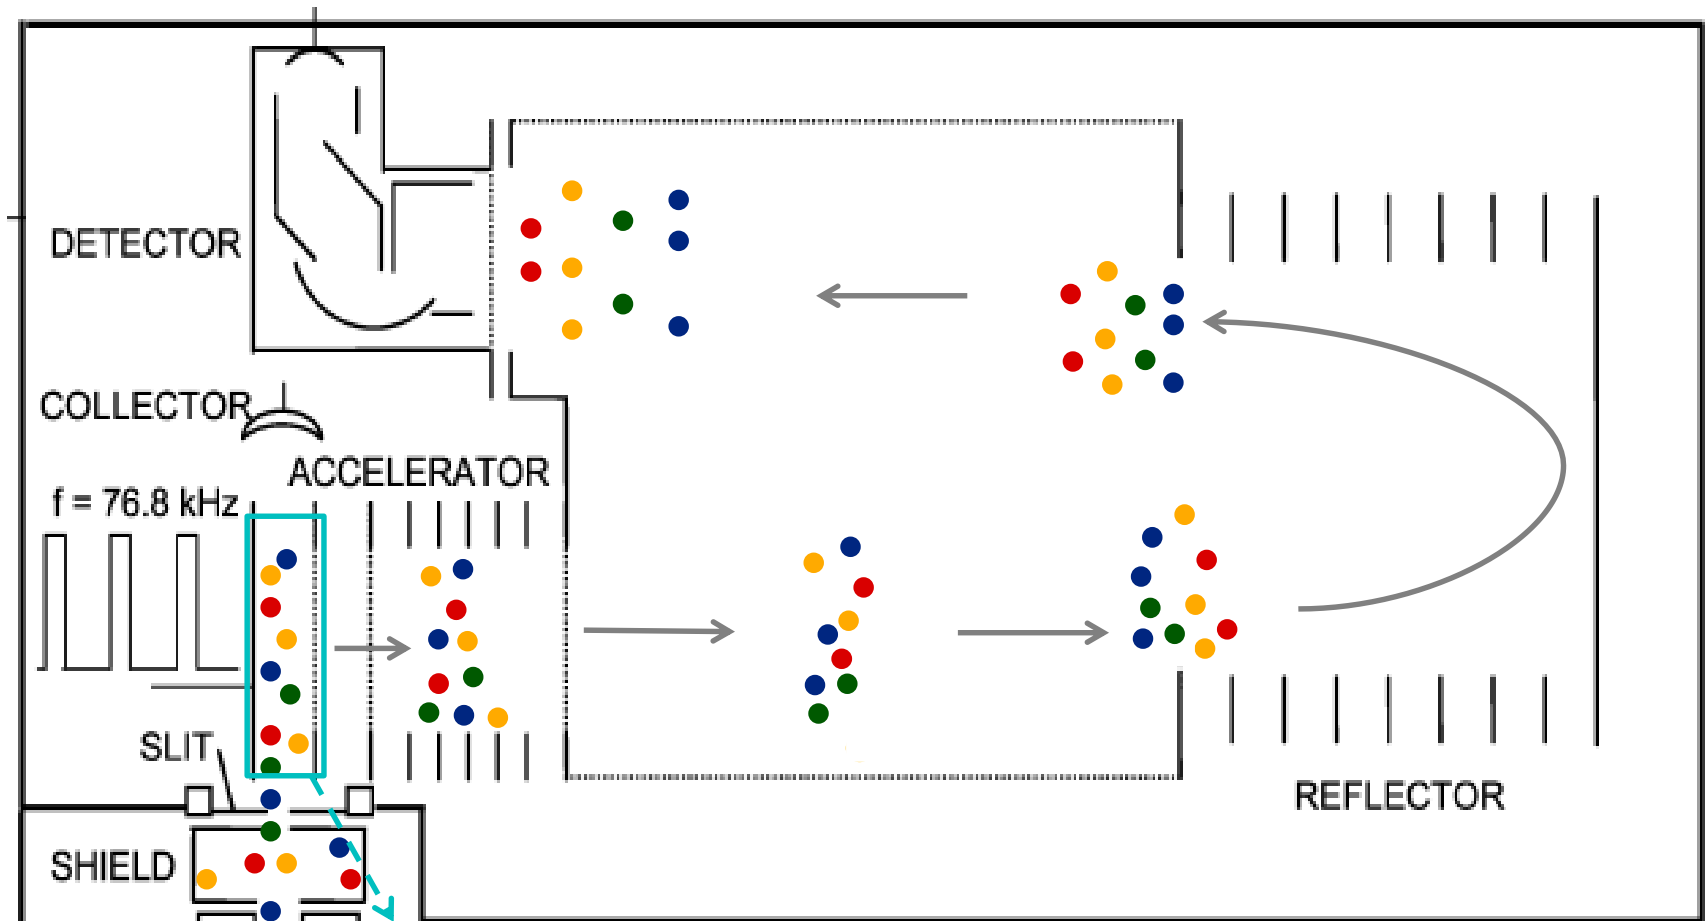 DETECTOR
COLLECTOR
ACCELERATOR
f = 76.8 kHz
SLIT
REFLECTOR
SHIELD